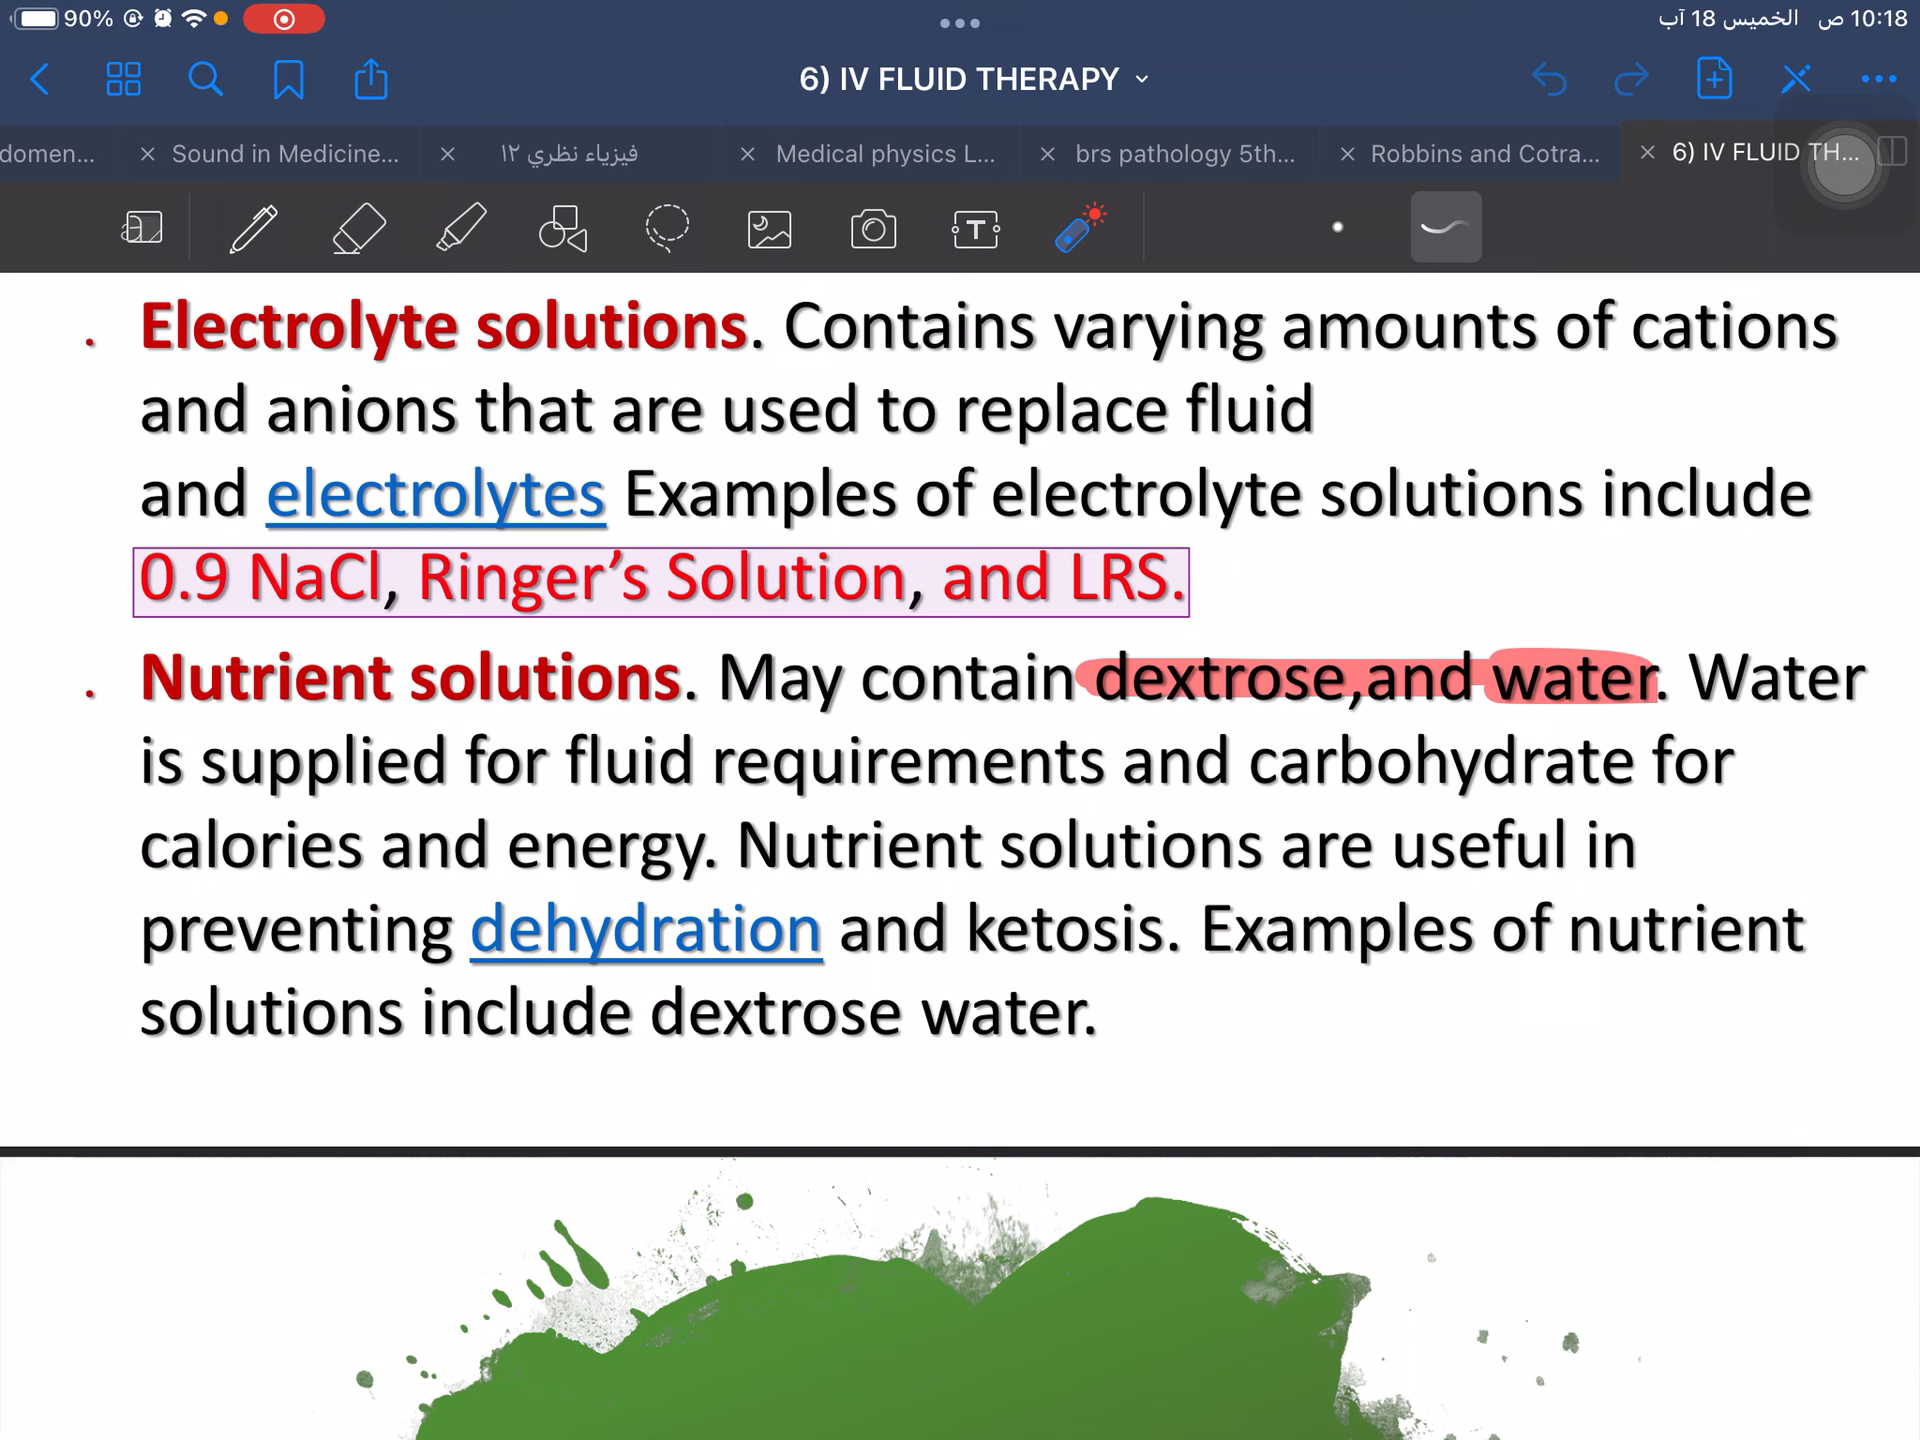 90%
الخميس 18 آب 10:18 ص
6) IV FLUID THERAPY
domen...
Sound in Medicine...
فيزياء نظري ١٢
Medical physics L...
brs pathology 5th...
Robbins and Cotra...
6) IV FLUID TH...
Electrolyte solutions. Contains varying amounts of cations
and anions that are used to replace fluid
and electrolytes Examples of electrolyte solutions include
0.9 NaCl, Ringer’s Solution, and LRS.
Nutrient solutions. May contain dextrose,and water. Water
is supplied for fluid requirements and carbohydrate for
calories and energy. Nutrient solutions are useful in
preventing dehydration and ketosis. Examples of nutrient
solutions include dextrose water.